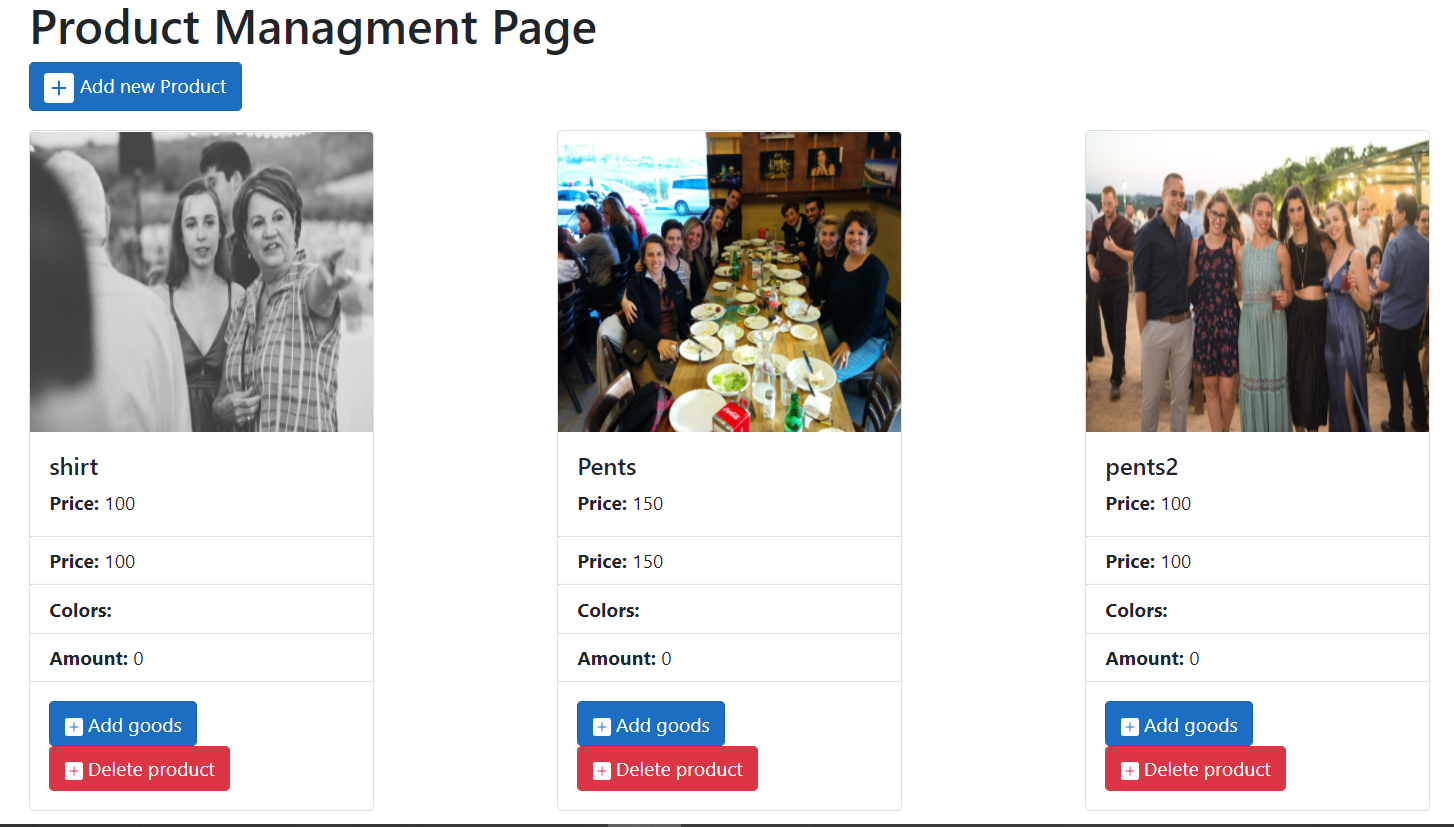 Product Managment Page
Add new Product
shirt
Price: 100
Price: 100
Colors:
Amount: 0
Add goods
Delete product
Pents
Price: 150
Price: 150
Colors:
Amount: 0
Add goods
Delete product
pents2
Price: 100
Price: 100
Colors:
Amount: 0
Add goods
Delete product